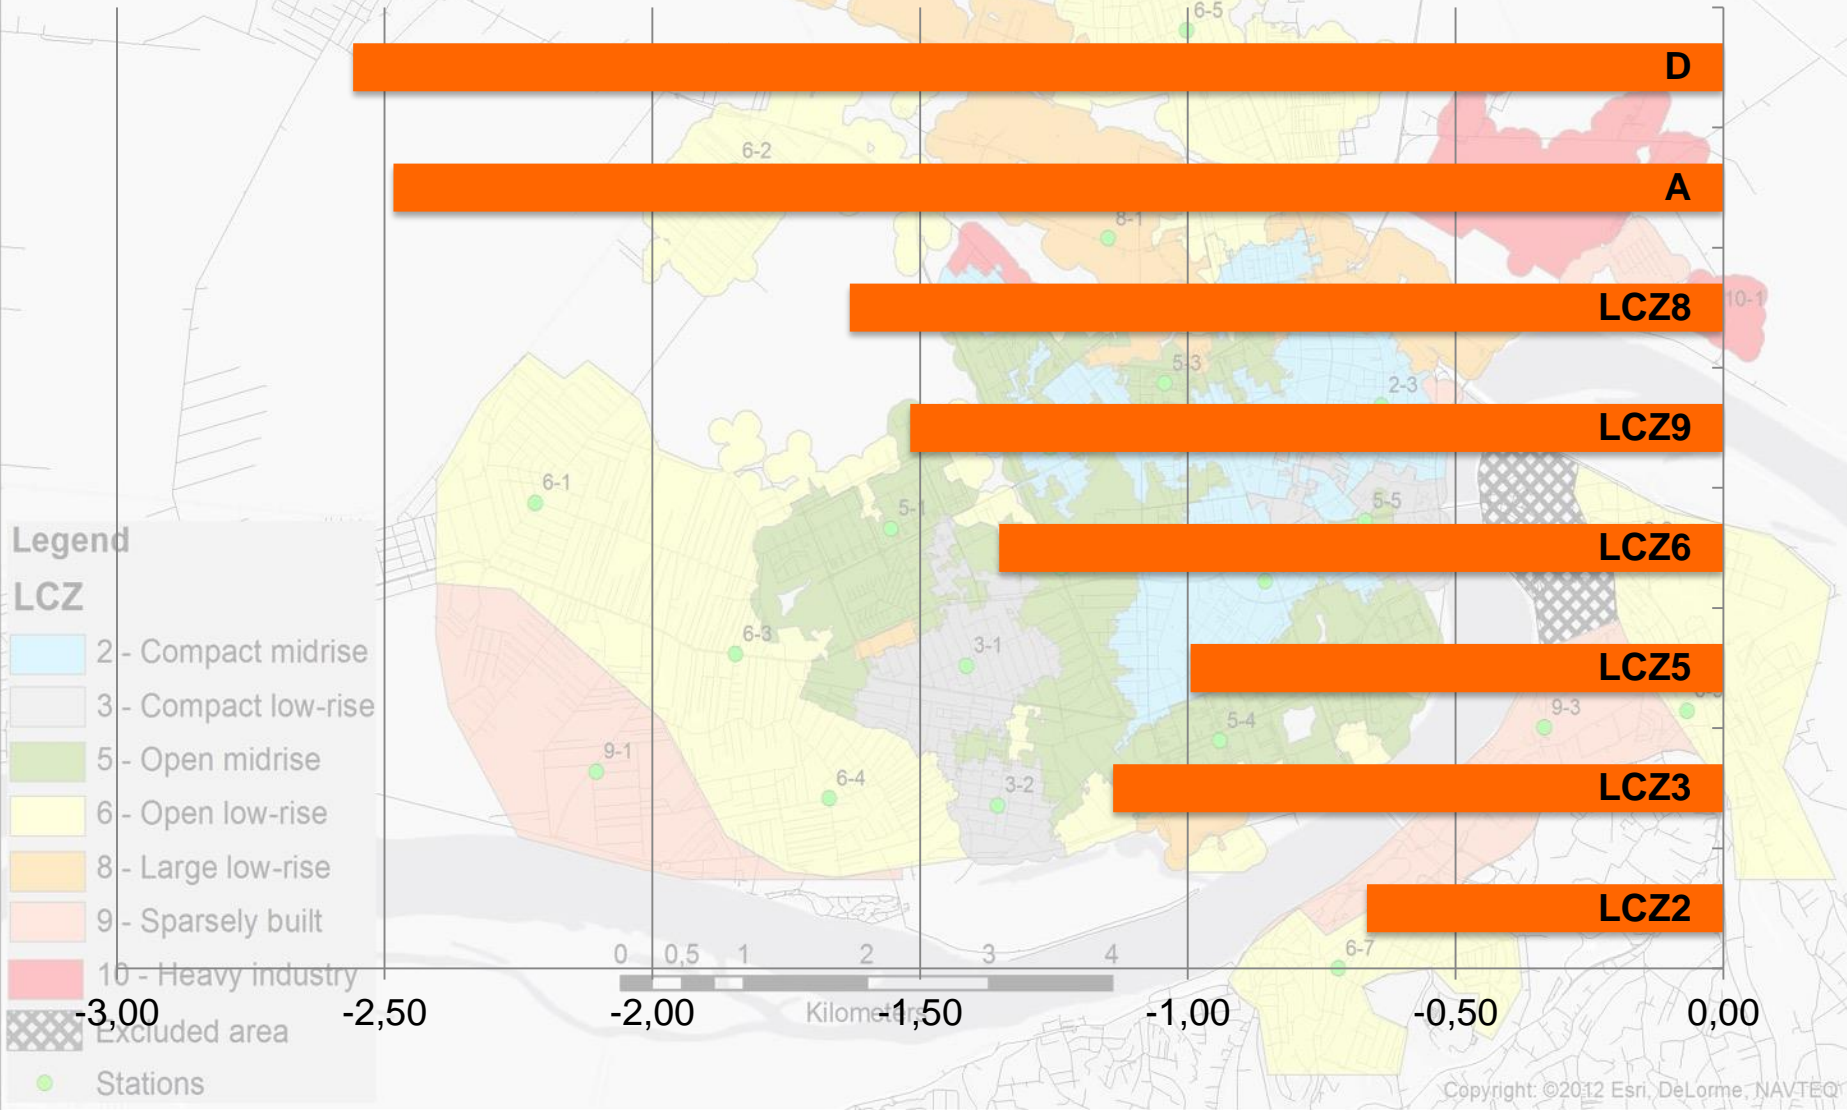 6-5
D
6-2
A
8-1
LCZ8
10-1
5-3
2-3
LCZ9
6-1
5-1
5-5
Legend
LCZ6
LCZ
2 - Compact midrise
6-3
3-1
LCZ5
3 - Compact low-rise
5-4
9-3
5 - Open midrise
9-1
6-4
3-2
LCZ3
6 - Open low-rise
8 - Large low-rise
9 - Sparsely built
LCZ2
0 0,5 1 2 3 4
6-7
10 - Heavy industry
-3,00 -2,50 -2,00 -1,50 -1,00 -0,50 0,00
Kilometers
Excluded area
Stations
Copyright: ©2012 Esri, DeLorme, NAVTEQ